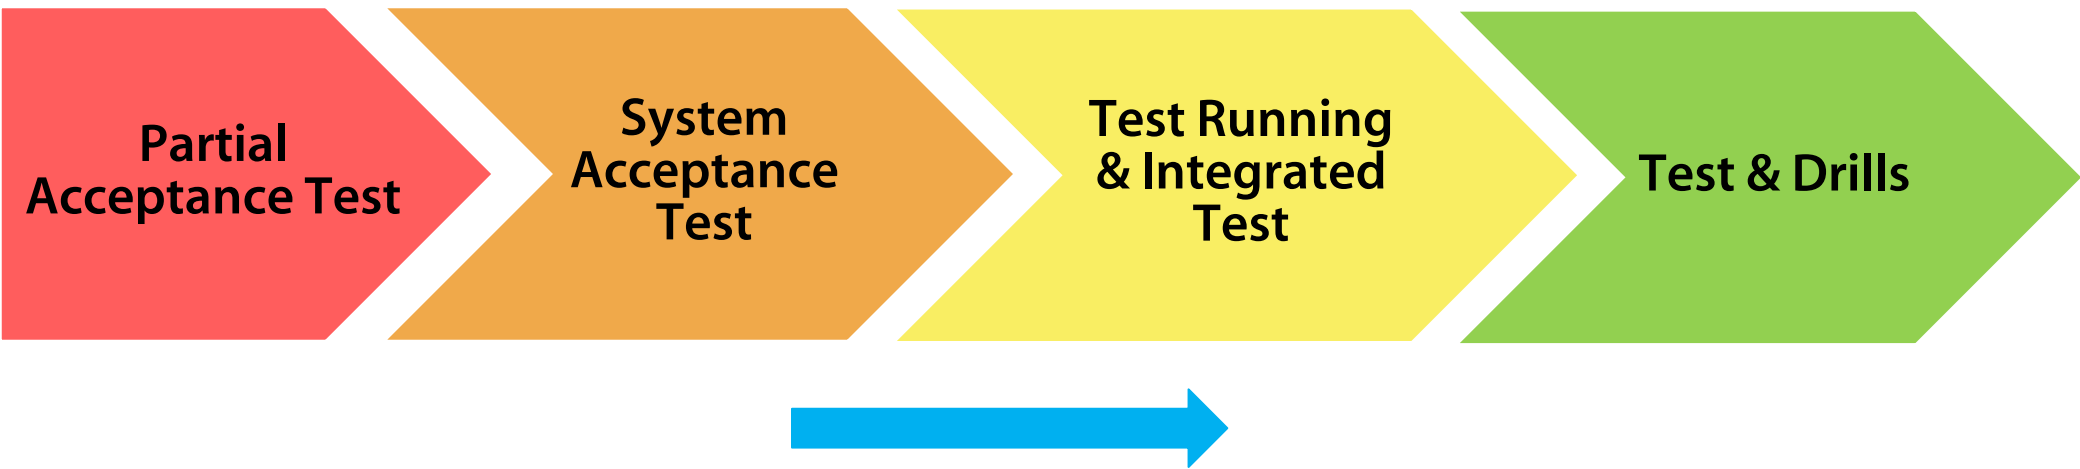 Partial
Acceptance Test
System
Acceptance
Test
Test Running
& Integrated
Test
Test & Drills